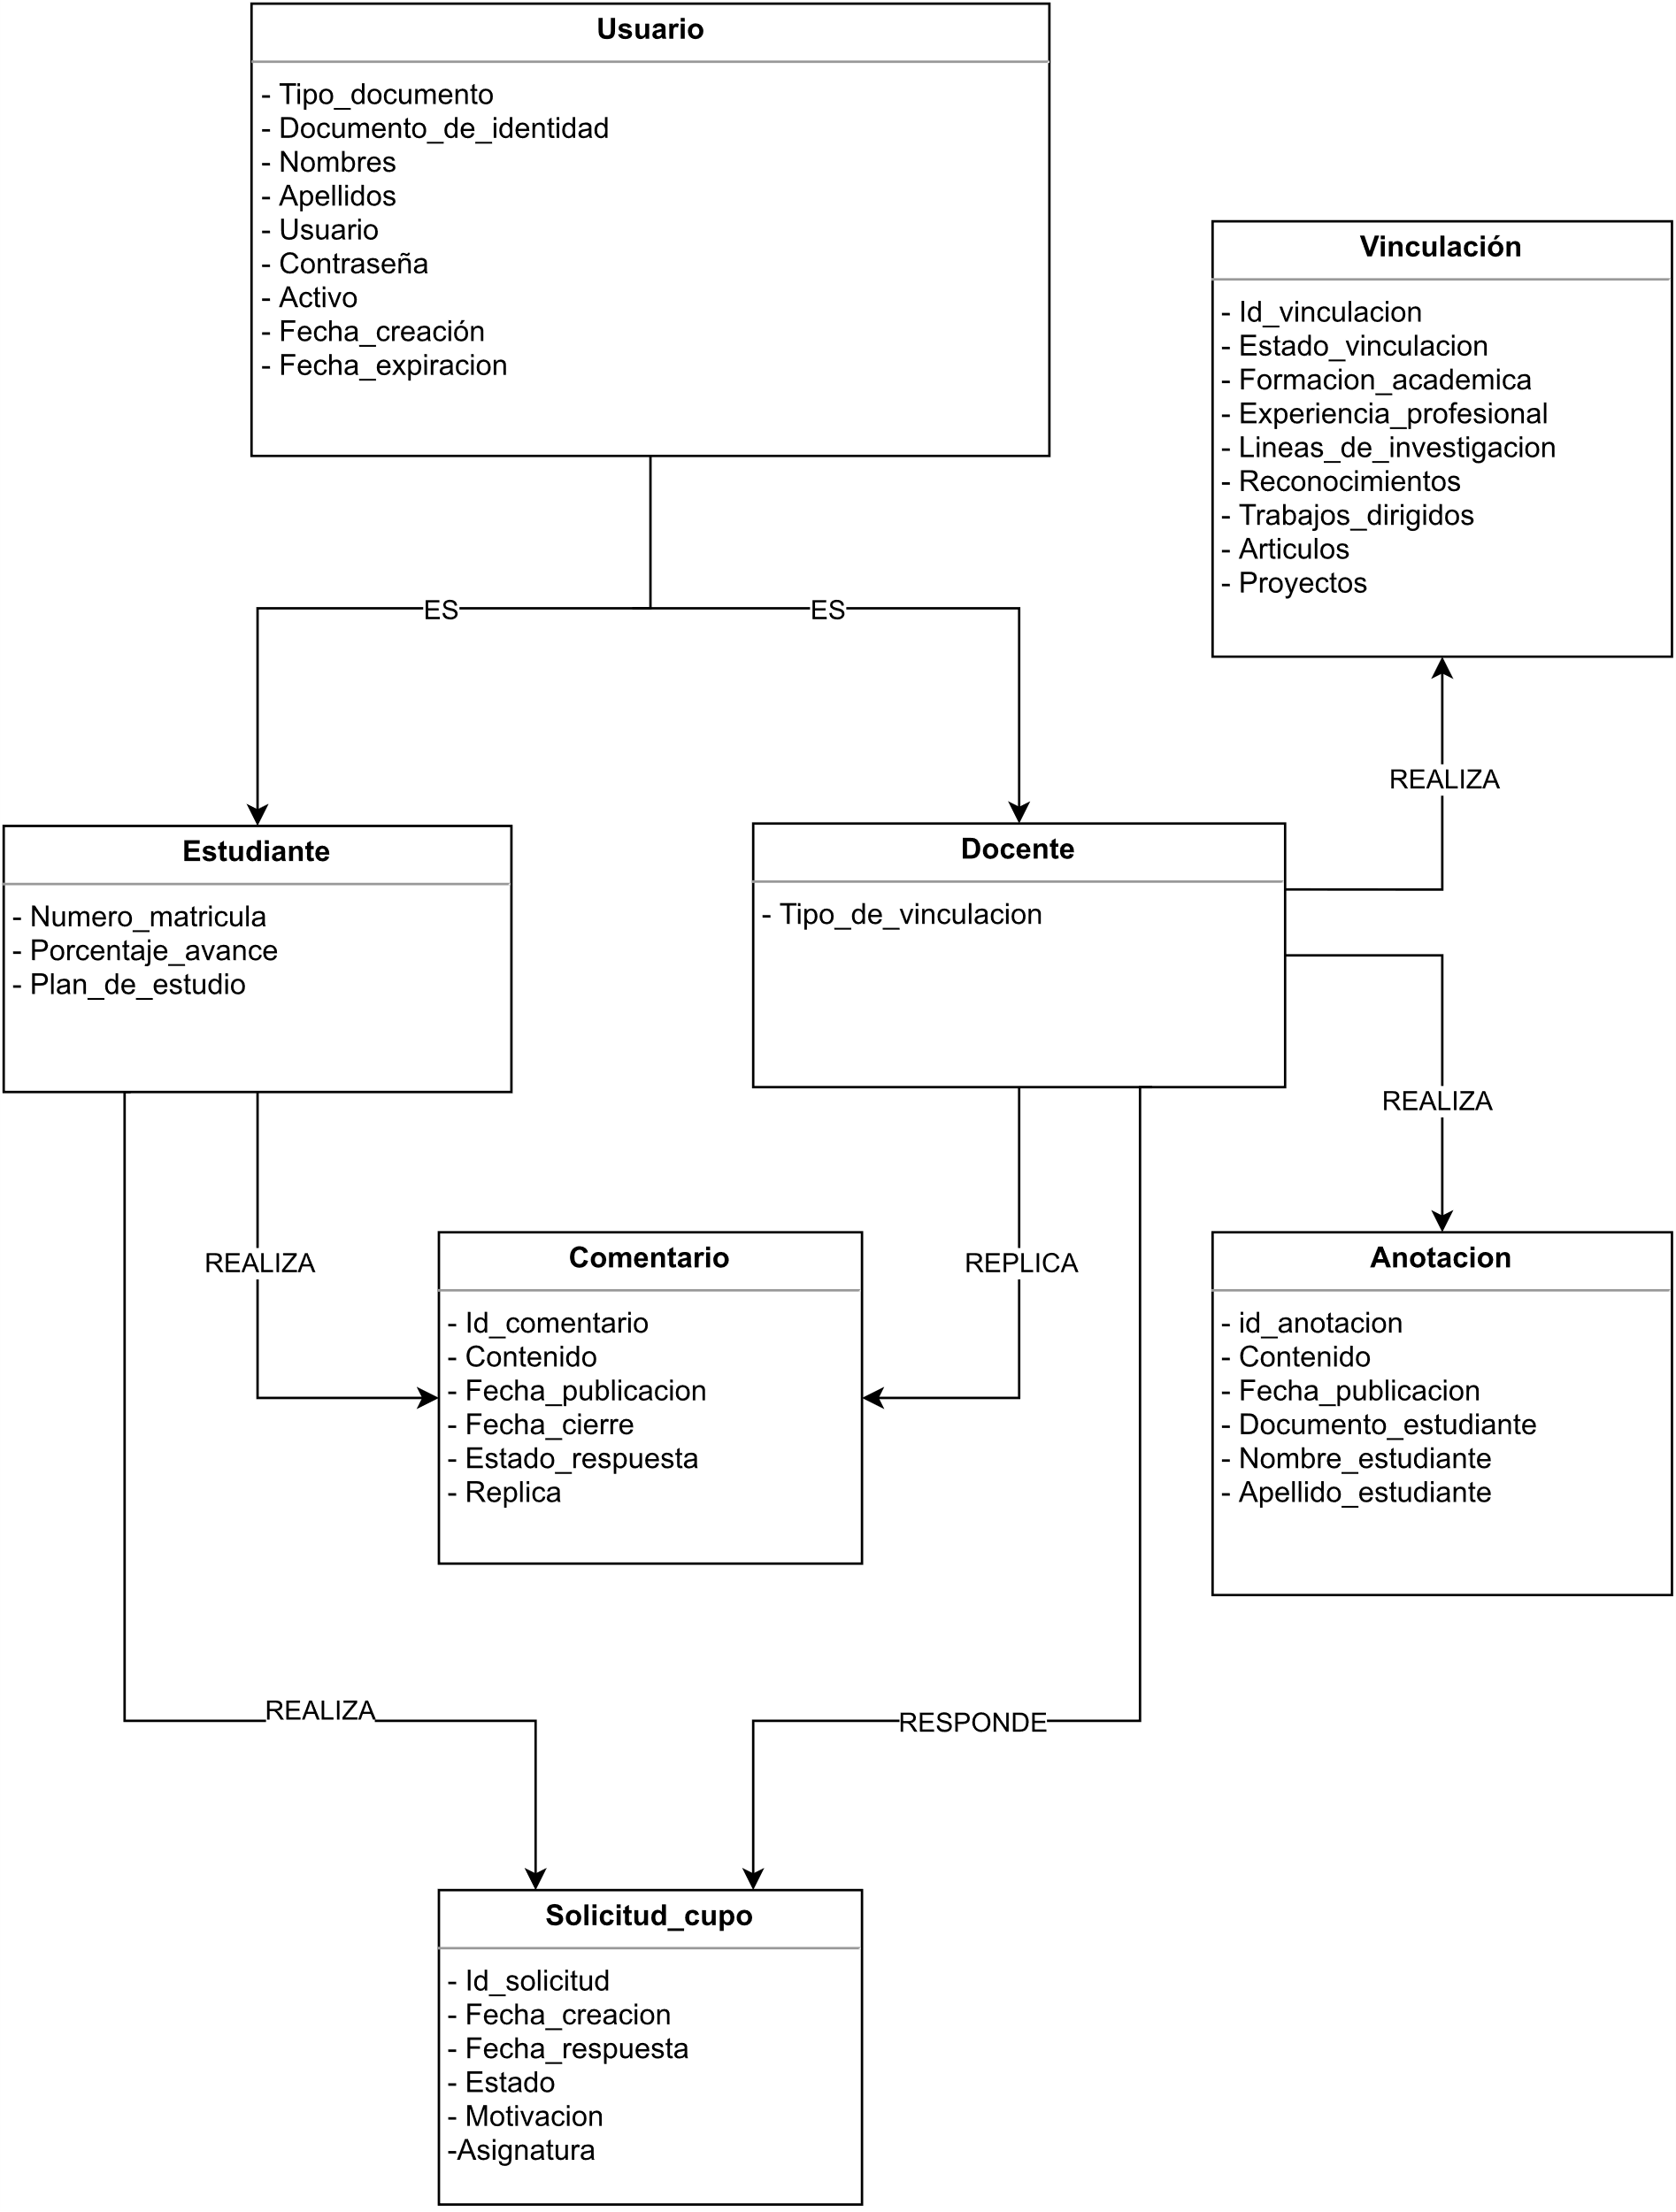 Usuario
- Tipo_documento
- Documento_de_identidad
- Nombres
- Apellidos
- Usuario
- Contraseña
- Activo
- Fecha_creación
- Fecha_expiracion
Vinculación
- Id_vinculacion
- Estado_vinculacion
- Formacion_academica
- Experiencia_profesional
- Lineas_de_investigacion
- Reconocimientos
- Trabajos_dirigidos
- Articulos
- Proyectos
ES
ES
REALIZA
Estudiante
- Numero_matricula
- Porcentaje_avance
- Plan_de_estudio
Docente
- Tipo_de_vinculacion
REALIZA
REALIZA
REPLICA
Comentario
- Id_comentario
- Contenido
- Fecha_publicacion
- Fecha_cierre
- Estado_respuesta
- Replica
Anotacion
- id_anotacion
- Contenido
- Fecha_publicacion
- Documento_estudiante
- Nombre_estudiante
- Apellido_estudiante
REALIZA
RESPONDE
Solicitud_cupo
- Id_solicitud
- Fecha_creacion
- Fecha_respuesta
- Estado
- Motivacion
-Asignatura